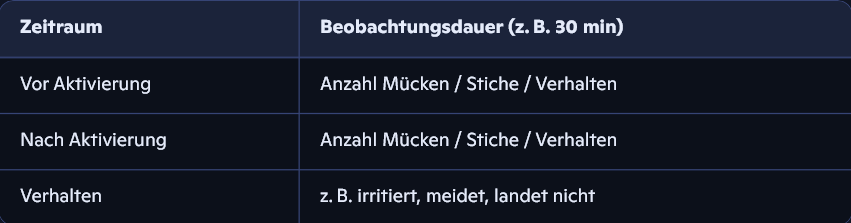 Zeitraum Beobachtungsdauer (z. B. 30 min)
Vor Aktivierung Anzahl Mücken / Stiche / Verhalten
Nach Aktivierung Anzahl Mücken / Stiche / Verhalten
Verhalten z. B. irritiert, meidet, landet nicht